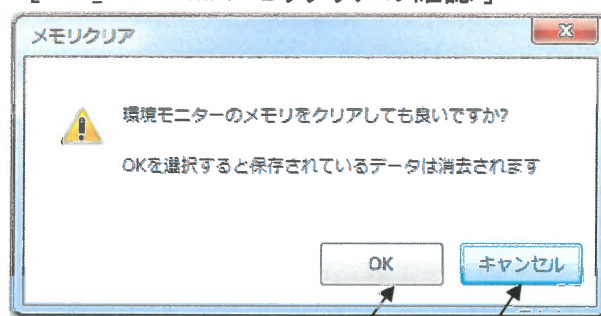 メモリクリア
環境モニターのメモリをクリアしても良いですか?
OKを選択すると保存されているデータは消去されます
OK
キャンセル